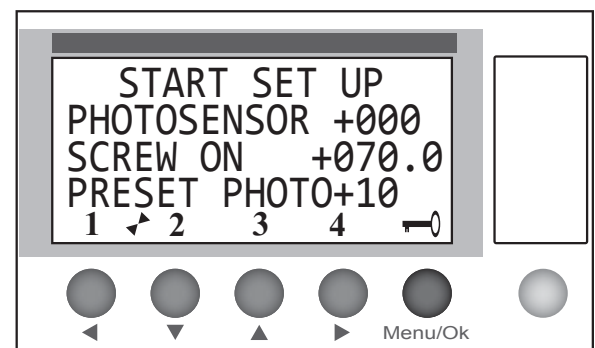 START SET UP
PHOTOSENSOR +000
SCREW ON +070.0
PRESET PHOTO+10
1 2 3 4
Menu/Ok